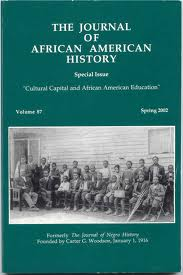 THE JOURNAL
OF
AFRICAN AMERICAN
HISTORY
Special Issue
"Cultural Capital and African American Education"
Volume 87
Spring 2002
Formerly The Journal of Negro History
Founded by Carter G. Woodson, January 1, 1916